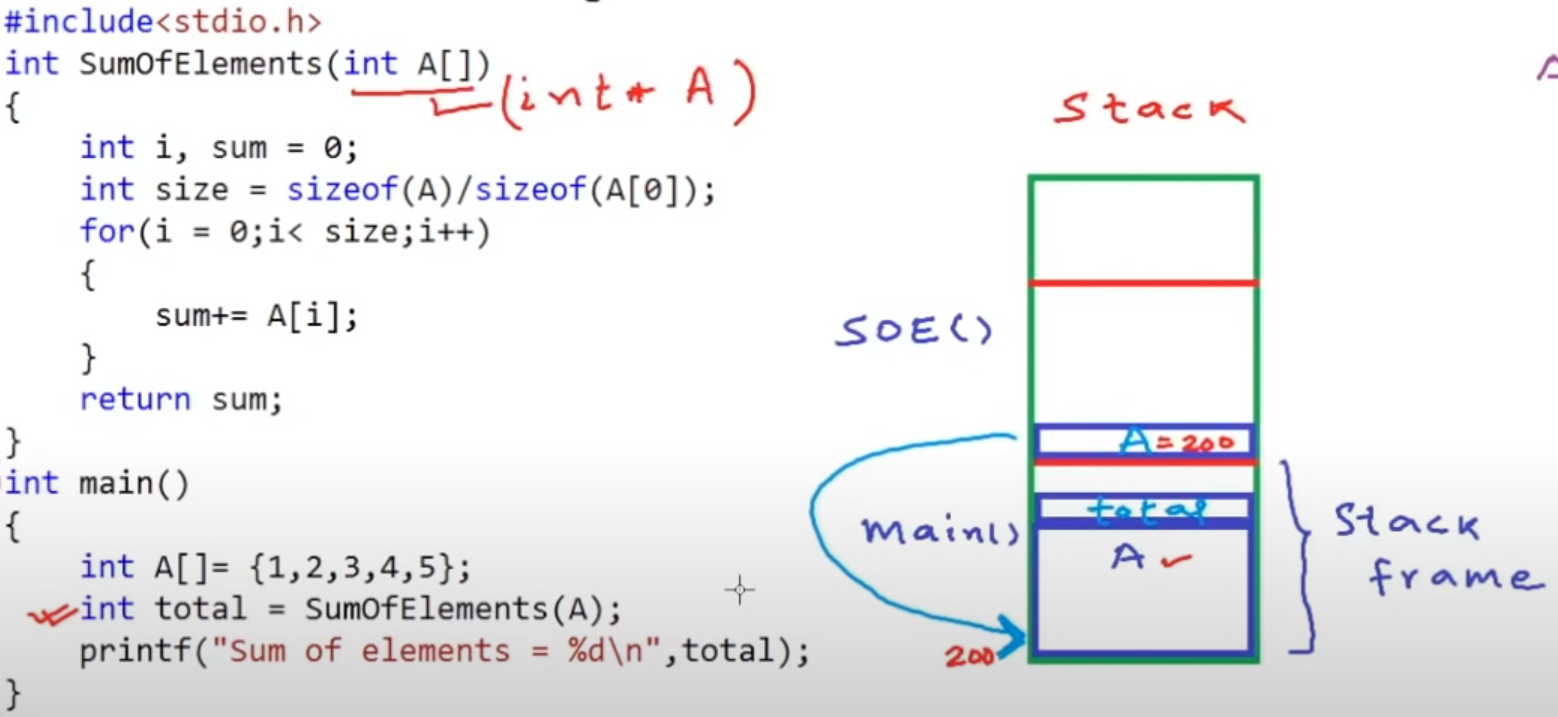 #include<stdio.h>
int SumOfElements(int A[])
(int* A)
{
    int i, sum = 0;
    int size = sizeof(A)/sizeof(A[0]);
    for(i = 0;i< size;i++)
    {
        sum+= A[i];
    }
    return sum;
}
int main()
{
    int A[]= {1,2,3,4,5};
    int total = SumOfElements(A);
    printf("Sum of elements = %d\n",total);
}
Stack
SOE()
A=200
total
main()
A
200
Stack
frame